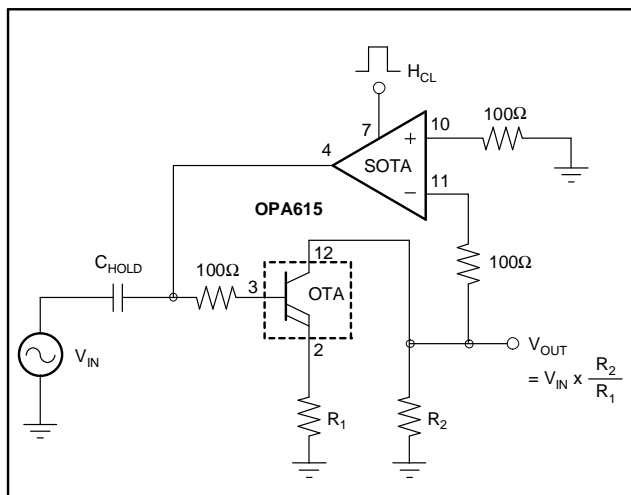 H_CL
7
10
100Ω
+
4
SOTA
11
−
OPA615
100Ω
12
C_HOLD
100Ω
3
OTA
V_IN
2
V_OUT
= V_IN x R_2/R_1
R_1
R_2